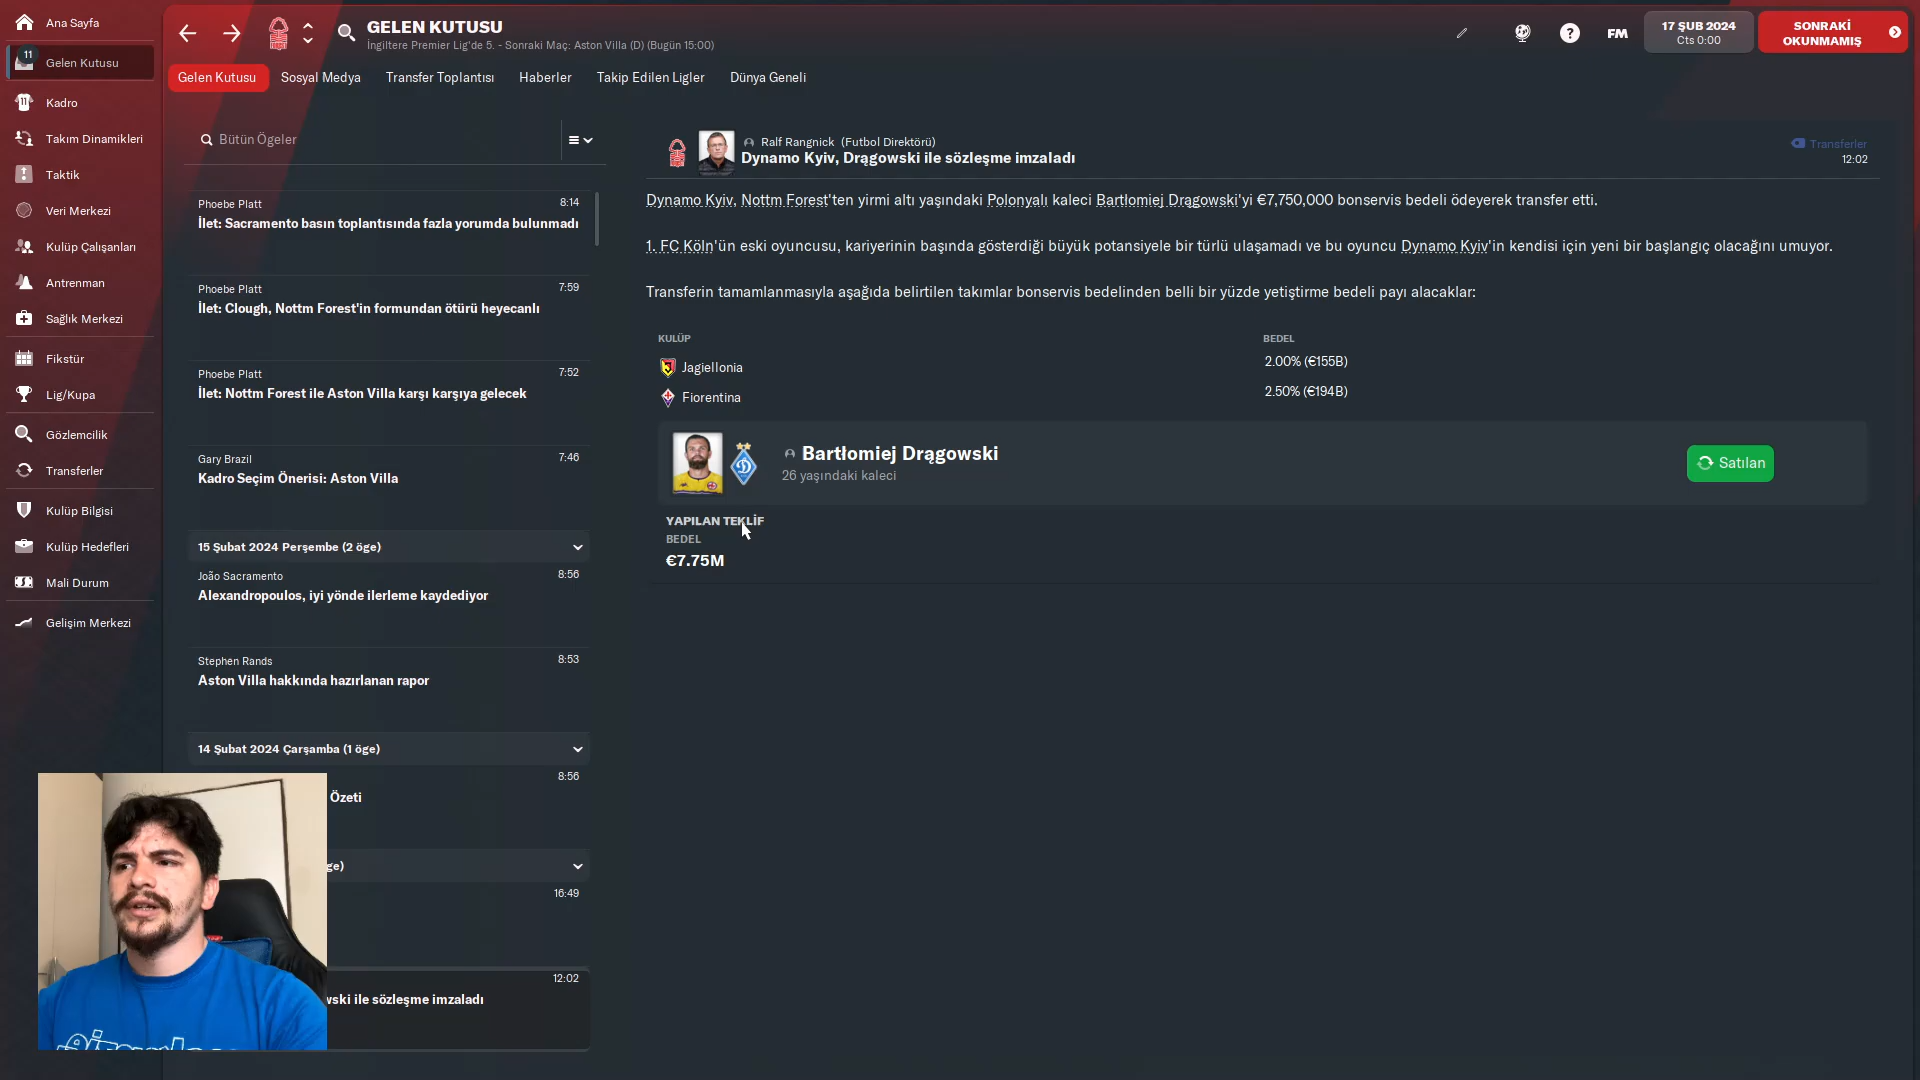 Ana Sayfa
11
Gelen Kutusu
Kadro
Takım Dinamikleri
Taktik
Veri Merkezi
Kulüp Çalışanları
Antrenman
Sağlık Merkezi
Fikstür
Lig/Kupa
Gözlemcilik
Transferler
Kulüp Bilgisi
Kulüp Hedefleri
Mali Durum
Gelişim Merkezi
GELEN KUTUSU
İngiltere Premier Lig'de 5. - Sonraki Maç: Aston Villa (D) (Bugün 15:00)
FM
17 ŞUB 2024
Cts 0:00
SONRAKİ
OKUNMAMIŞ
Gelen Kutusu
Sosyal Medya
Transfer Toplantısı
Haberler
Takip Edilen Ligler
Dünya Geneli
Bütün Ögeler
Phoebe Platt
8:14
İlet: Sacramento basın toplantısında fazla yorumda bulunmadı
Phoebe Platt
7:59
İlet: Clough, Nottm Forest'in formundan ötürü heyecanlı
Phoebe Platt
7:52
İlet: Nottm Forest ile Aston Villa karşı karşıya gelecek
Gary Brazil
7:46
Kadro Seçim Önerisi: Aston Villa
15 Şubat 2024 Perşembe (2 öge)
João Sacramento
8:56
Alexandropoulos, iyi yönde ilerleme kaydediyor
Stephen Rands
8:53
Aston Villa hakkında hazırlanan rapor
14 Şubat 2024 Çarşamba (1 öge)
8:56
Özeti
ge)
16:49
12:02
wski ile sözleşme imzaladı
Ralf Rangnick (Futbol Direktörü)
Dynamo Kyiv, Drągowski ile sözleşme imzaladı
Transferler
12:02
Dynamo Kyiv, Nottm Forest'ten yirmi altı yaşındaki Polonyalı kaleci Bartłomiej Drągowski'yi €7,750,000 bonservis bedeli ödeyerek transfer etti.
1. FC Köln'ün eski oyuncusu, kariyerinin başında gösterdiği büyük potansiyele bir türlü ulaşamadı ve bu oyuncu Dynamo Kyiv'in kendisi için yeni bir başlangıç olacağını umuyor.
Transferin tamamlanmasıyla aşağıda belirtilen takımlar bonservis bedelinden belli bir yüzde yetiştirme bedeli payı alacaklar:
KULÜP
BEDEL
Jagiellonia
2.00% (€155B)
Fiorentina
2.50% (€194B)
Bartłomiej Drągowski
26 yaşındaki kaleci
Satılan
YAPILAN TEKLİF
BEDEL
€7.75M